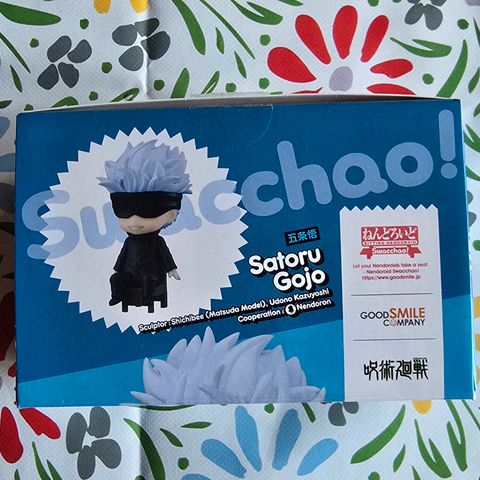 Swacchao!
五条悟
Satoru
Gojo
Sculptor : Shichibee (Matsuda Model), Udono Kazuyoshi
Cooperation : Nendoron
ねんどろいど
SITTING NENDOROID
Swacchao!
Let your Nendoroids take a seat
- Nendoroid Swacchao!
https://www.goodsmile.jp
GOOD SMILE
COMPANY
呪術廻戦